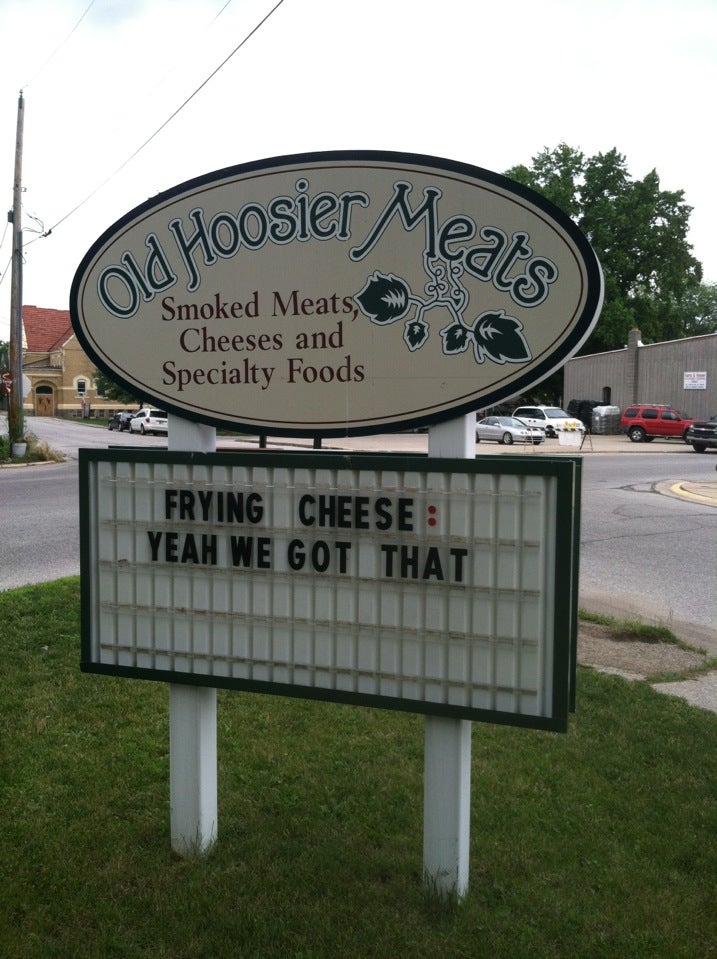 Old Hoosier Meats
Smoked Meats,
Cheeses and
Specialty Foods
FRYING CHEESE:
YEAH WE GOT THAT